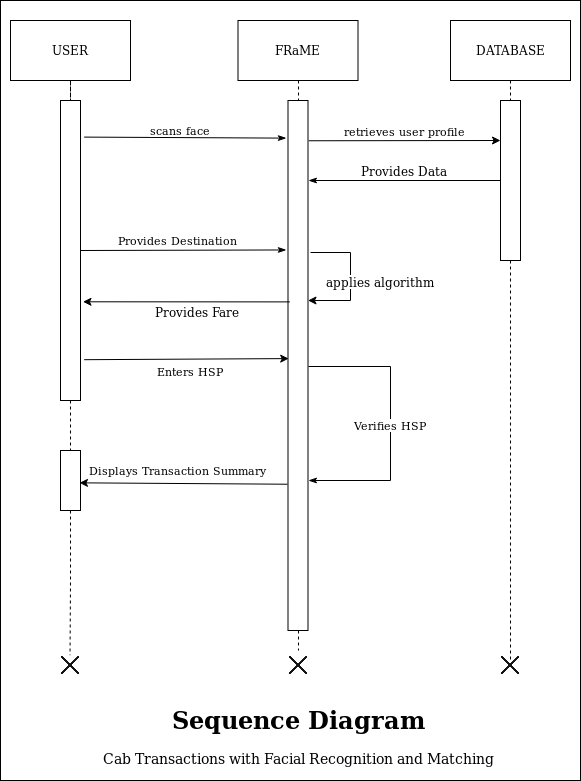 USER
FRaME
DATABASE
scans face
retrieves user profile
Provides Data
Provides Destination
applies algorithm
Provides Fare
Enters HSP
Verifies HSP
Displays Transaction Summary
Sequence Diagram
Cab Transactions with Facial Recognition and Matching